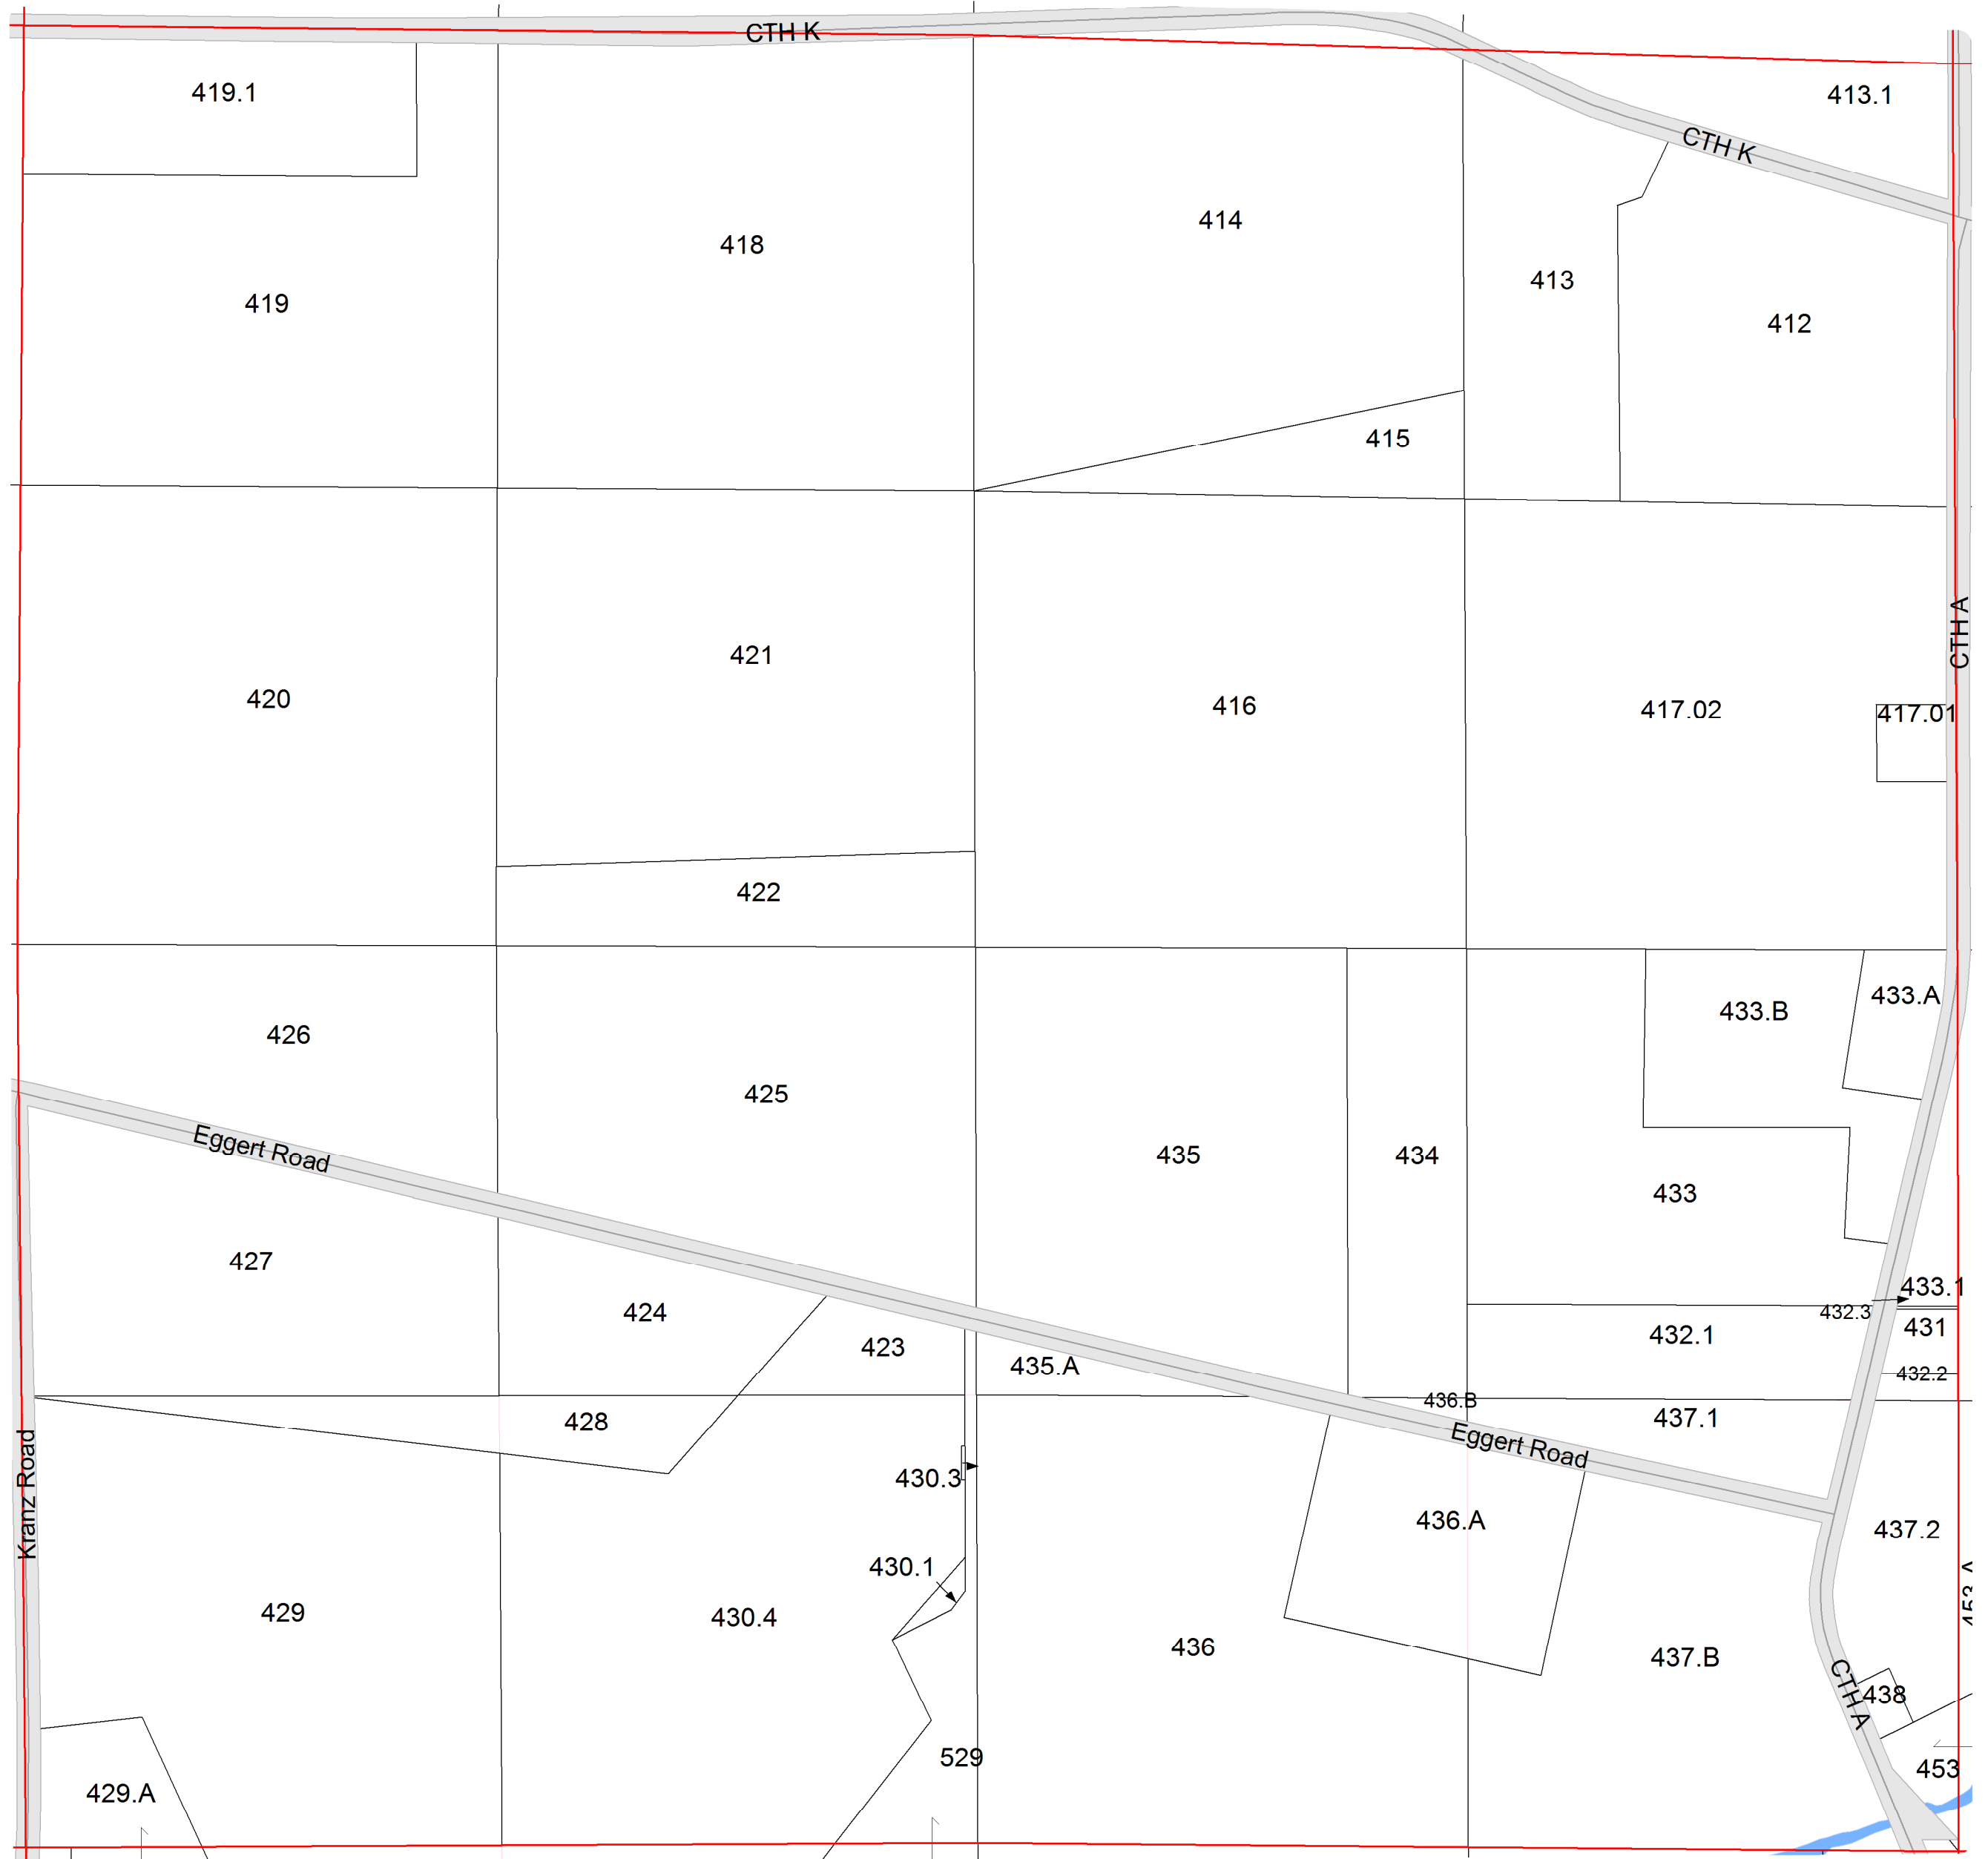 CTH K
419.1
413.1
CTH K
414
418
413
419
412
415
CTH A
421
420
416
417.02
417.01
422
433.A
433.B
426
425
Eggert Road
435
434
433
427
433.1
432.3
424
431
432.1
423
435.A
432.2
436.B
428
437.1
Eggert Road
430.3
Kranz Road
436.A
437.2
430.1
453.A
429
430.4
436
437.B
CTH A
438
529
453
429.A